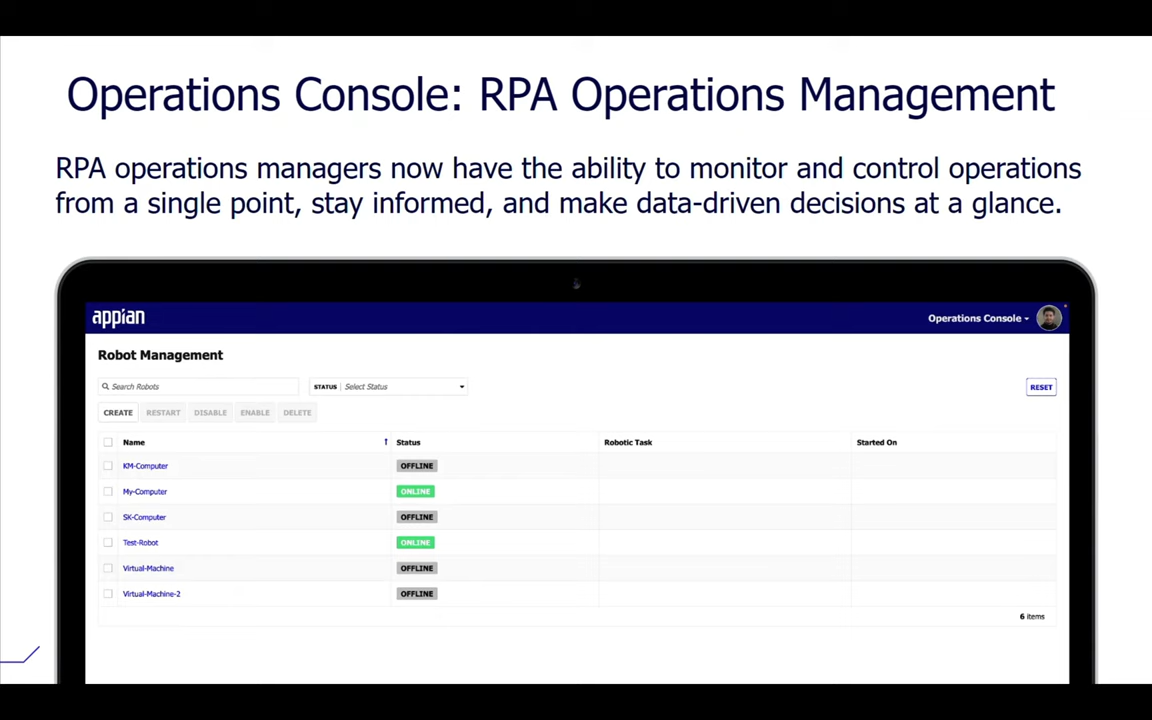 Operations Console: RPA Operations Management
RPA operations managers now have the ability to monitor and control operations
from a single point, stay informed, and make data-driven decisions at a glance.
appian
Operations Console
Robot Management
Search Robots
STATUS Select Status
RESET
CREATE RESTART DISABLE ENABLE DELETE
Name Status Robotic Task Started On
KM-Computer OFFLINE
My-Computer ONLINE
SK-Computer OFFLINE
Test-Robot ONLINE
Virtual-Machine OFFLINE
Virtual-Machine-2 OFFLINE
6 items